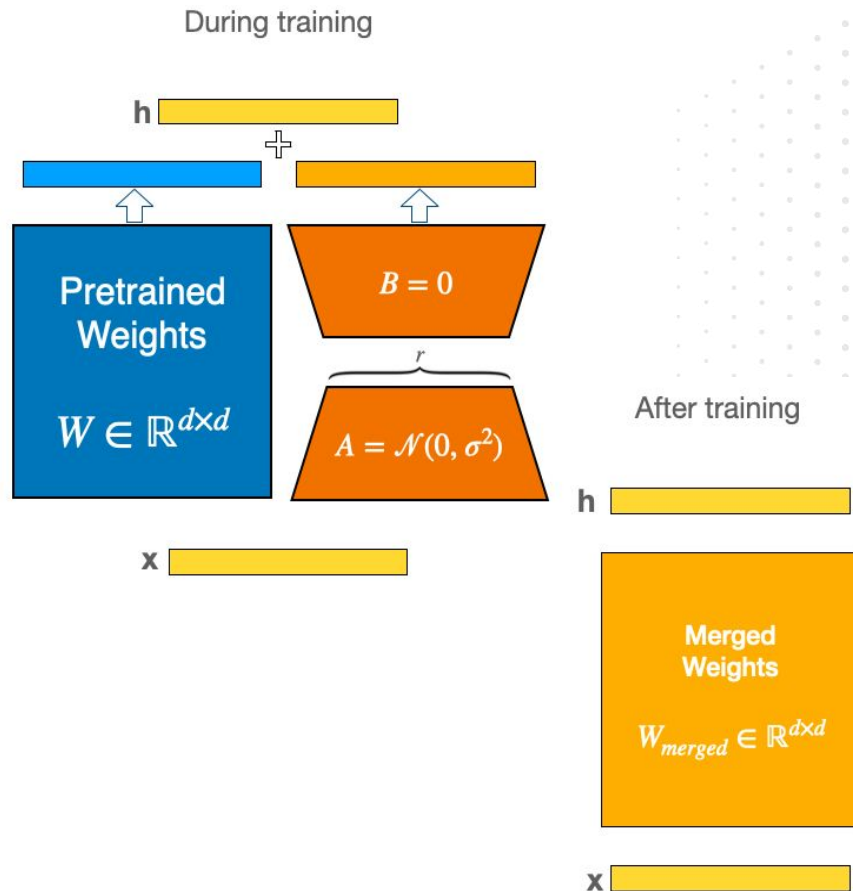 During training
h
Pretrained
Weights
W ∈ ℝ^{d×d}
B = 0
r
A = 𝒩(0, σ²)
x
After training
h
Merged
Weights
W_{merged} ∈ ℝ^{d×d}
x